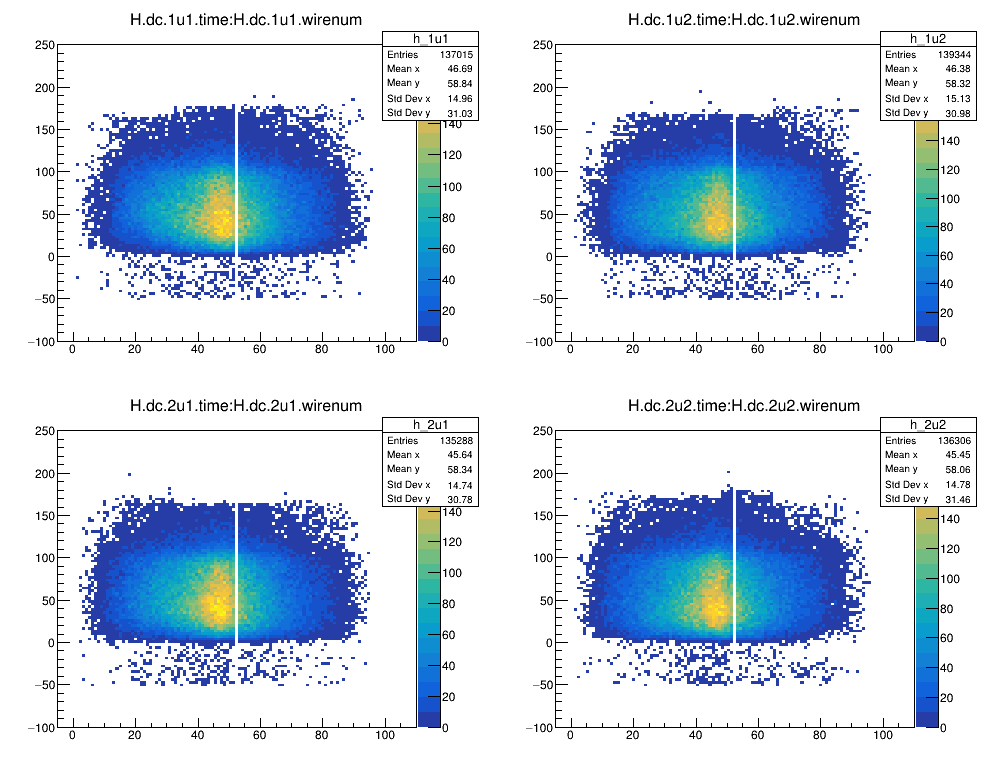 H.dc.1u1.time:H.dc.1u1.wirenum
h_1u1
Entries 137015
Mean x 46.69
Mean y 58.84
Std Dev x 14.96
Std Dev y 31.03
250
200
150
100
50
0
−50
−100
0 20 40 60 80 100
140
120
100
80
60
40
20
0
H.dc.1u2.time:H.dc.1u2.wirenum
h_1u2
Entries 139344
Mean x 46.38
Mean y 58.32
Std Dev x 15.13
Std Dev y 30.98
250
200
150
100
50
0
−50
−100
0 20 40 60 80 100
140
120
100
80
60
40
20
0
H.dc.2u1.time:H.dc.2u1.wirenum
h_2u1
Entries 135288
Mean x 45.64
Mean y 58.34
Std Dev x 14.74
Std Dev y 30.78
250
200
150
100
50
0
−50
−100
0 20 40 60 80 100
140
120
100
80
60
40
20
0
H.dc.2u2.time:H.dc.2u2.wirenum
h_2u2
Entries 136306
Mean x 45.45
Mean y 58.06
Std Dev x 14.78
Std Dev y 31.46
250
200
150
100
50
0
−50
−100
0 20 40 60 80 100
140
120
100
80
60
40
20
0